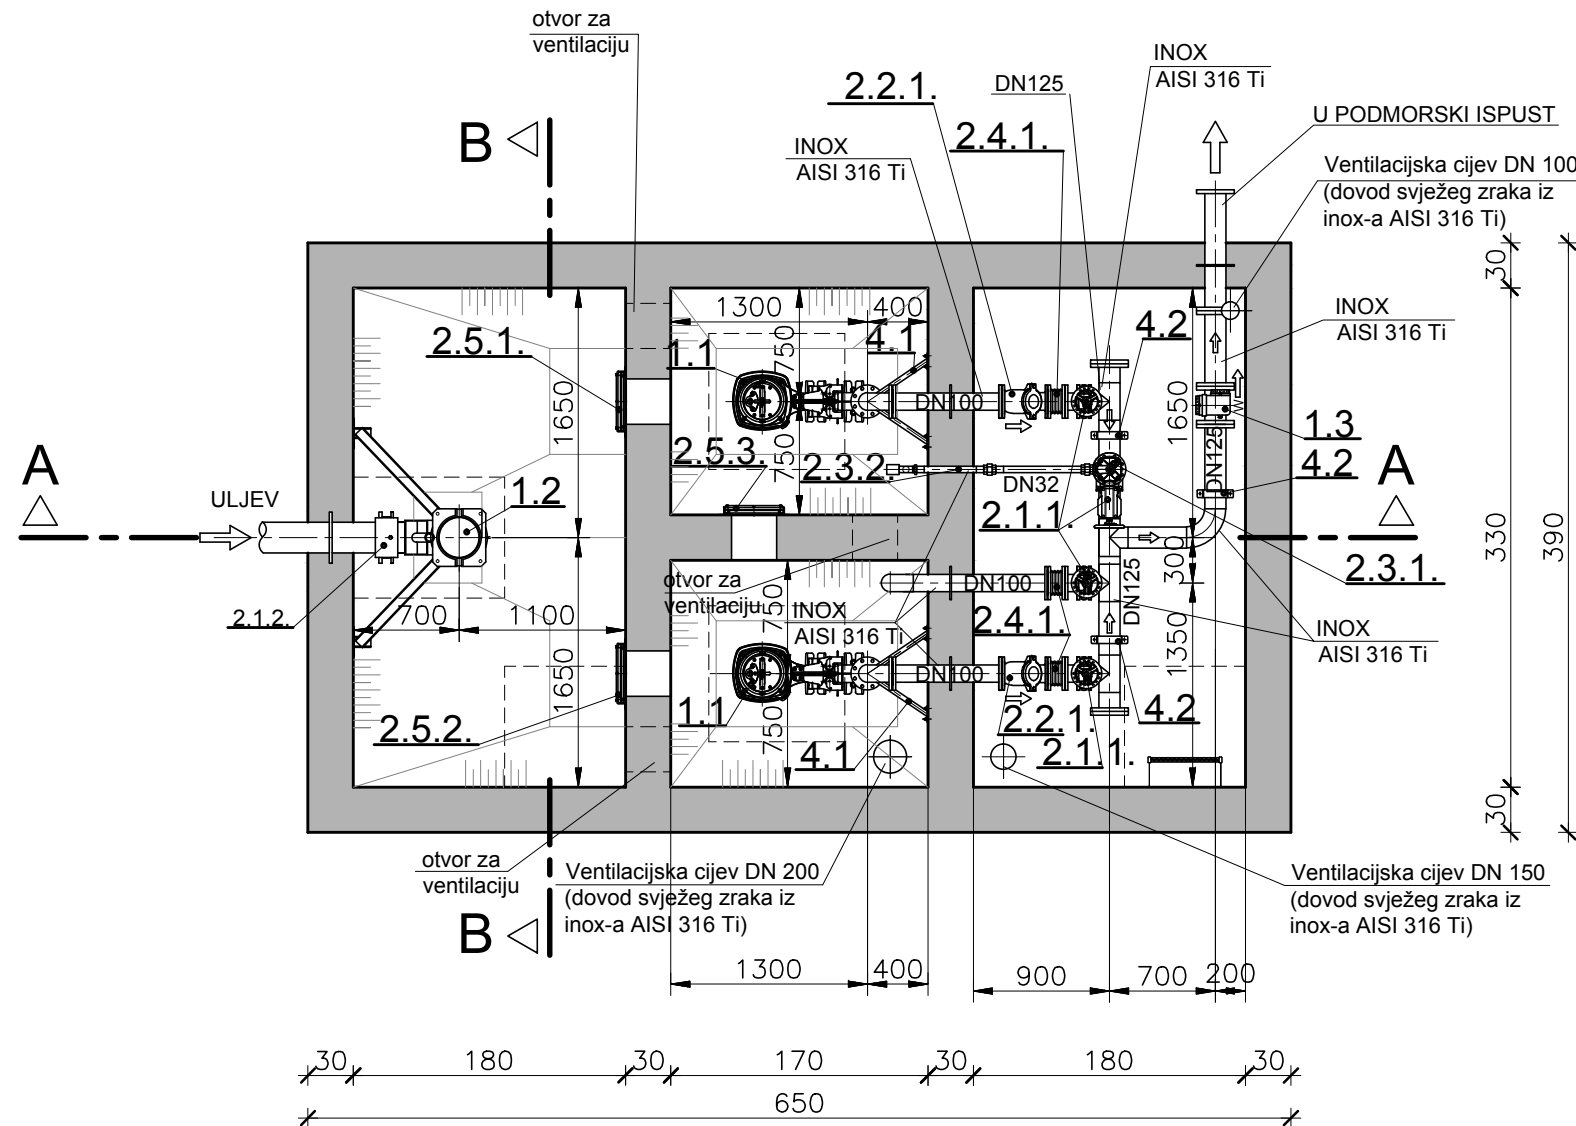 otvor za
ventilaciju
INOX
AISI 316 Ti
2.2.1.
DN125
U PODMORSKI ISPUST
B
INOX
AISI 316 Ti
2.4.1.
Ventilacijska cijev DN 100
(dovod svježeg zraka iz
inox-a AISI 316 Ti)
30
1300
400
INOX
AISI 316 Ti
2.5.1.
1.1
750
4.1
4.2
1650
1650
DN100
1.3
A
2.5.3.
750
2.3.2.
DN125
4.2
A
ULJEV
1.2
DN32
2.1.1.
330
390
300
2.3.1.
otvor za
ventilaciju
DN100
DN125
2.1.2.
700
1100
750
INOX
AISI 316 Ti
2.4.1.
INOX
AISI 316 Ti
1350
1650
DN100
2.5.2.
1.1
750
4.1
2.2.1.
2.1.1.
4.2
30
otvor za
ventilaciju
Ventilacijska cijev DN 200
(dovod svježeg zraka iz
inox-a AISI 316 Ti)
Ventilacijska cijev DN 150
(dovod svježeg zraka iz
inox-a AISI 316 Ti)
B
1300
400
900
700
200
30
180
30
170
30
180
30
650